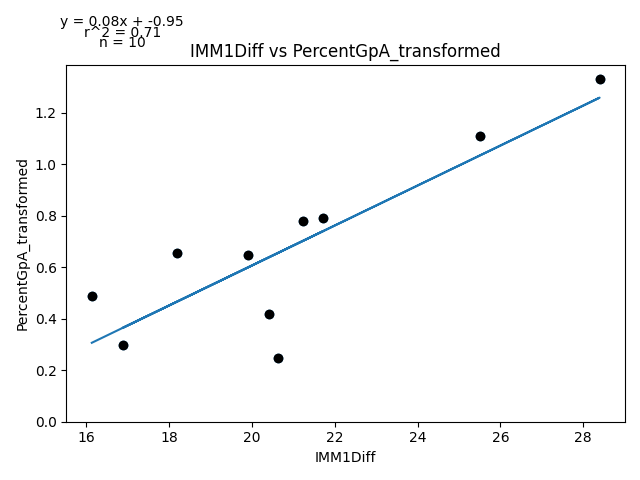 y = 0.08x + -0.95
r^2 = 0.71
n = 10
IMM1Diff vs PercentGpA_transformed
1.2
1.0
0.8
0.6
0.4
0.2
0.0
PercentGpA_transformed
16 18 20 22 24 26 28
IMM1Diff